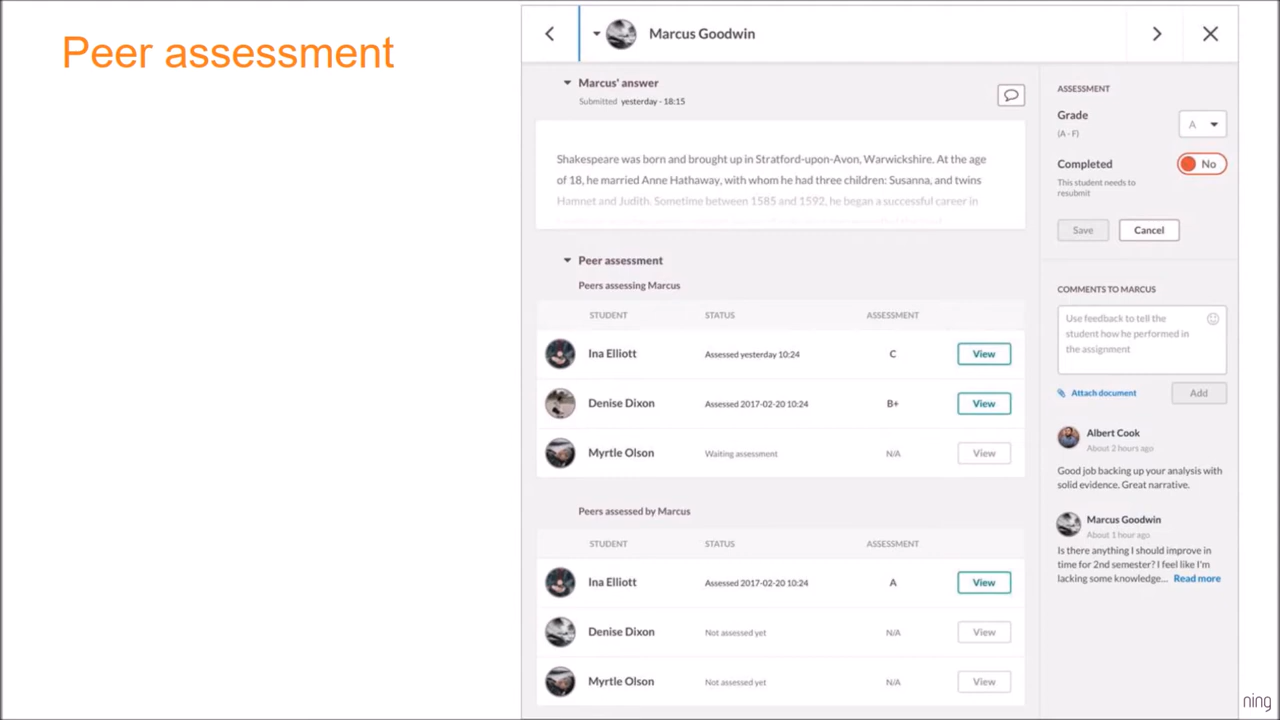 Peer assessment
Marcus Goodwin
Marcus' answer
Submitted yesterday - 18:15
Shakespeare was born and brought up in Stratford-upon-Avon, Warwickshire. At the age
of 18, he married Anne Hathaway, with whom he had three children: Susanna, and twins
Hamnet and Judith. Sometime between 1585 and 1592, he began a successful career in
Peer assessment
Peers assessing Marcus
STUDENT STATUS ASSESSMENT
Ina Elliott Assessed yesterday 10:24 C View
Denise Dixon Assessed 2017-02-20 10:24 B+ View
Myrtle Olson Waiting assessment N/A View
Peers assessed by Marcus
STUDENT STATUS ASSESSMENT
Ina Elliott Assessed 2017-02-20 10:24 A View
Denise Dixon Not assessed yet N/A View
Myrtle Olson Not assessed yet N/A View
ASSESSMENT
Grade
(A - F)
A
Completed
No
This student needs to
resubmit
Save Cancel
COMMENTS TO MARCUS
Use feedback to tell the
student how he performed in
the assignment
Attach document Add
Albert Cook
About 2 hours ago
Good job backing up your analysis with
solid evidence. Great narrative.
Marcus Goodwin
About 1 hour ago
Is there anything I should improve in
time for 2nd semester? I feel like I'm
lacking some knowledge... Read more
ning